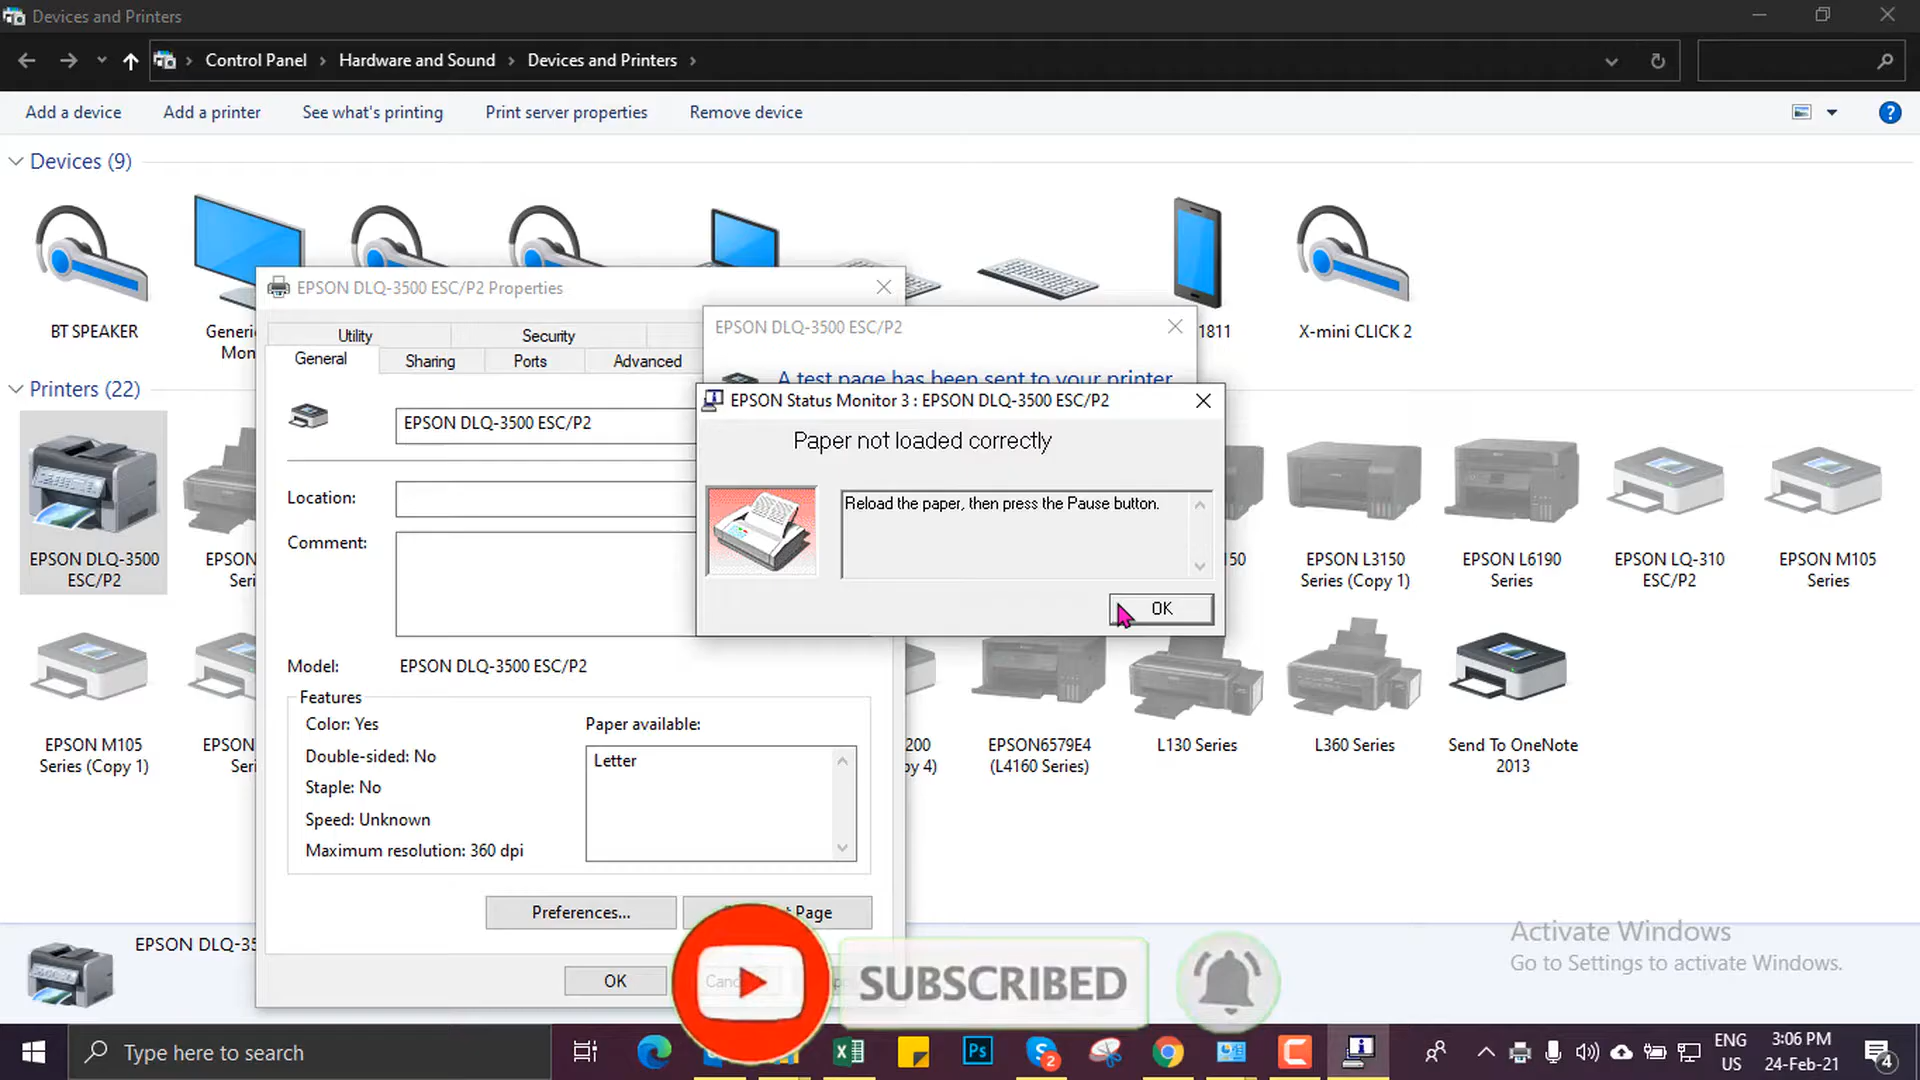 Devices and Printers
Control Panel
Hardware and Sound
Devices and Printers
Add a device
Add a printer
See what's printing
Print server properties
Remove device
?
Devices (9)
BT SPEAKER
Generi
Mon
1811
X-mini CLICK 2
Printers (22)
EPSON DLQ-3500
ESC/P2
EPSON
Seri
150
EPSON L3150
Series (Copy 1)
EPSON L6190
Series
EPSON LQ-310
ESC/P2
EPSON M105
Series
EPSON M105
Series (Copy 1)
EPSON
Seri
200
py 4)
EPSON6579E4
(L4160 Series)
L130 Series
L360 Series
Send To OneNote
2013
EPSON DLQ-3500 ESC/P2 Properties
Utility
Security
General
Sharing
Ports
Advanced
EPSON DLQ-3500 ESC/P2
Location:
Comment:
Model:
EPSON DLQ-3500 ESC/P2
Features
Color: Yes
Double-sided: No
Staple: No
Speed: Unknown
Maximum resolution: 360 dpi
Paper available:
Letter
Preferences...
Page
OK
Canc
EPSON DLQ-3500 ESC/P2
A test page has been sent to your printer
EPSON Status Monitor 3 : EPSON DLQ-3500 ESC/P2
Paper not loaded correctly
Reload the paper, then press the Pause button.
OK
EPSON DLQ-35
SUBSCRIBED
Activate Windows
Go to Settings to activate Windows.
Type here to search
Ps
2
ENG
US
3:06 PM
24-Feb-21
4